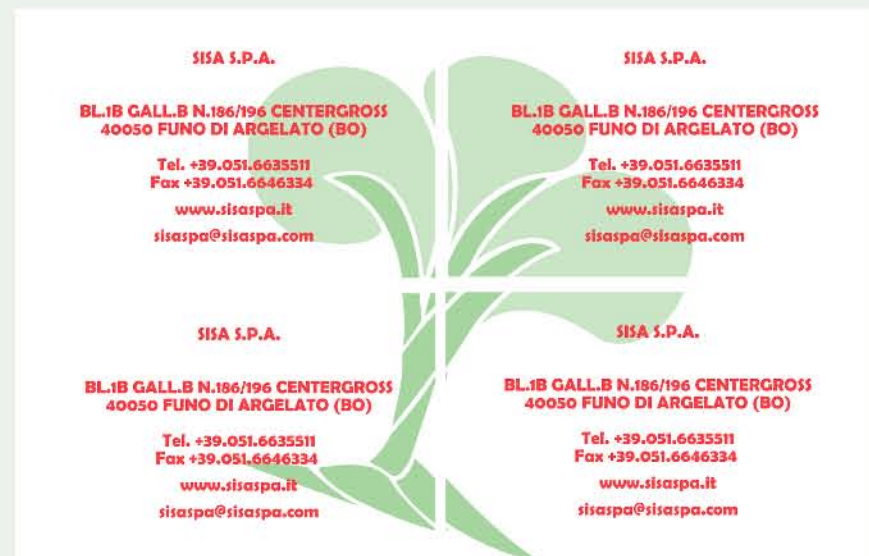 SISA S.P.A.
BL.1B GALL.B N.186/196 CENTERGROSS
40050 FUNO DI ARGELATO (BO)
Tel. +39.051.6635511
Fax +39.051.6646334
www.sisaspa.it
sisaspa@sisaspa.com
SISA S.P.A.
BL.1B GALL.B N.186/196 CENTERGROSS
40050 FUNO DI ARGELATO (BO)
Tel. +39.051.6635511
Fax +39.051.6646334
www.sisaspa.it
sisaspa@sisaspa.com
SISA S.P.A.
BL.1B GALL.B N.186/196 CENTERGROSS
40050 FUNO DI ARGELATO (BO)
Tel. +39.051.6635511
Fax +39.051.6646334
www.sisaspa.it
sisaspa@sisaspa.com
SISA S.P.A.
BL.1B GALL.B N.186/196 CENTERGROSS
40050 FUNO DI ARGELATO (BO)
Tel. +39.051.6635511
Fax +39.051.6646334
www.sisaspa.it
sisaspa@sisaspa.com